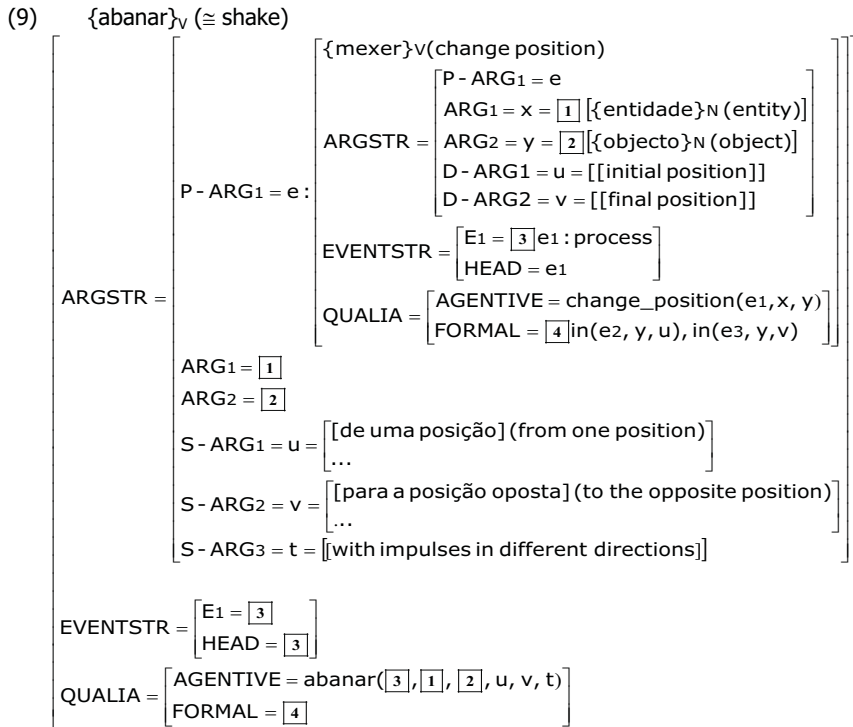 (9) {abanar}V (≅ shake)
{mexer}V(change position)
P-ARG1 = e
ARG1 = x = 1 [{entidade}N (entity)]
ARGSTR = ARG2 = y = 2 [{objecto}N (object)]
D-ARG1 = u = [[initial position]]
P-ARG1 = e : D-ARG2 = v = [[final position]]
EVENTSTR = E1 = 3 e1 : process
HEAD = e1
ARGSTR = QUALIA = AGENTIVE = change_position(e1, x, y)
FORMAL = 4 in(e2, y, u), in(e3, y, v)
ARG1 = 1
ARG2 = 2
S-ARG1 = u = [de uma posição] (from one position)
...
S-ARG2 = v = [para a posição oposta] (to the opposite position)
...
S-ARG3 = t = [[with impulses in different directions]]
EVENTSTR = E1 = 3
HEAD = 3
QUALIA = AGENTIVE = abanar(3, 1, 2, u, v, t)
FORMAL = 4